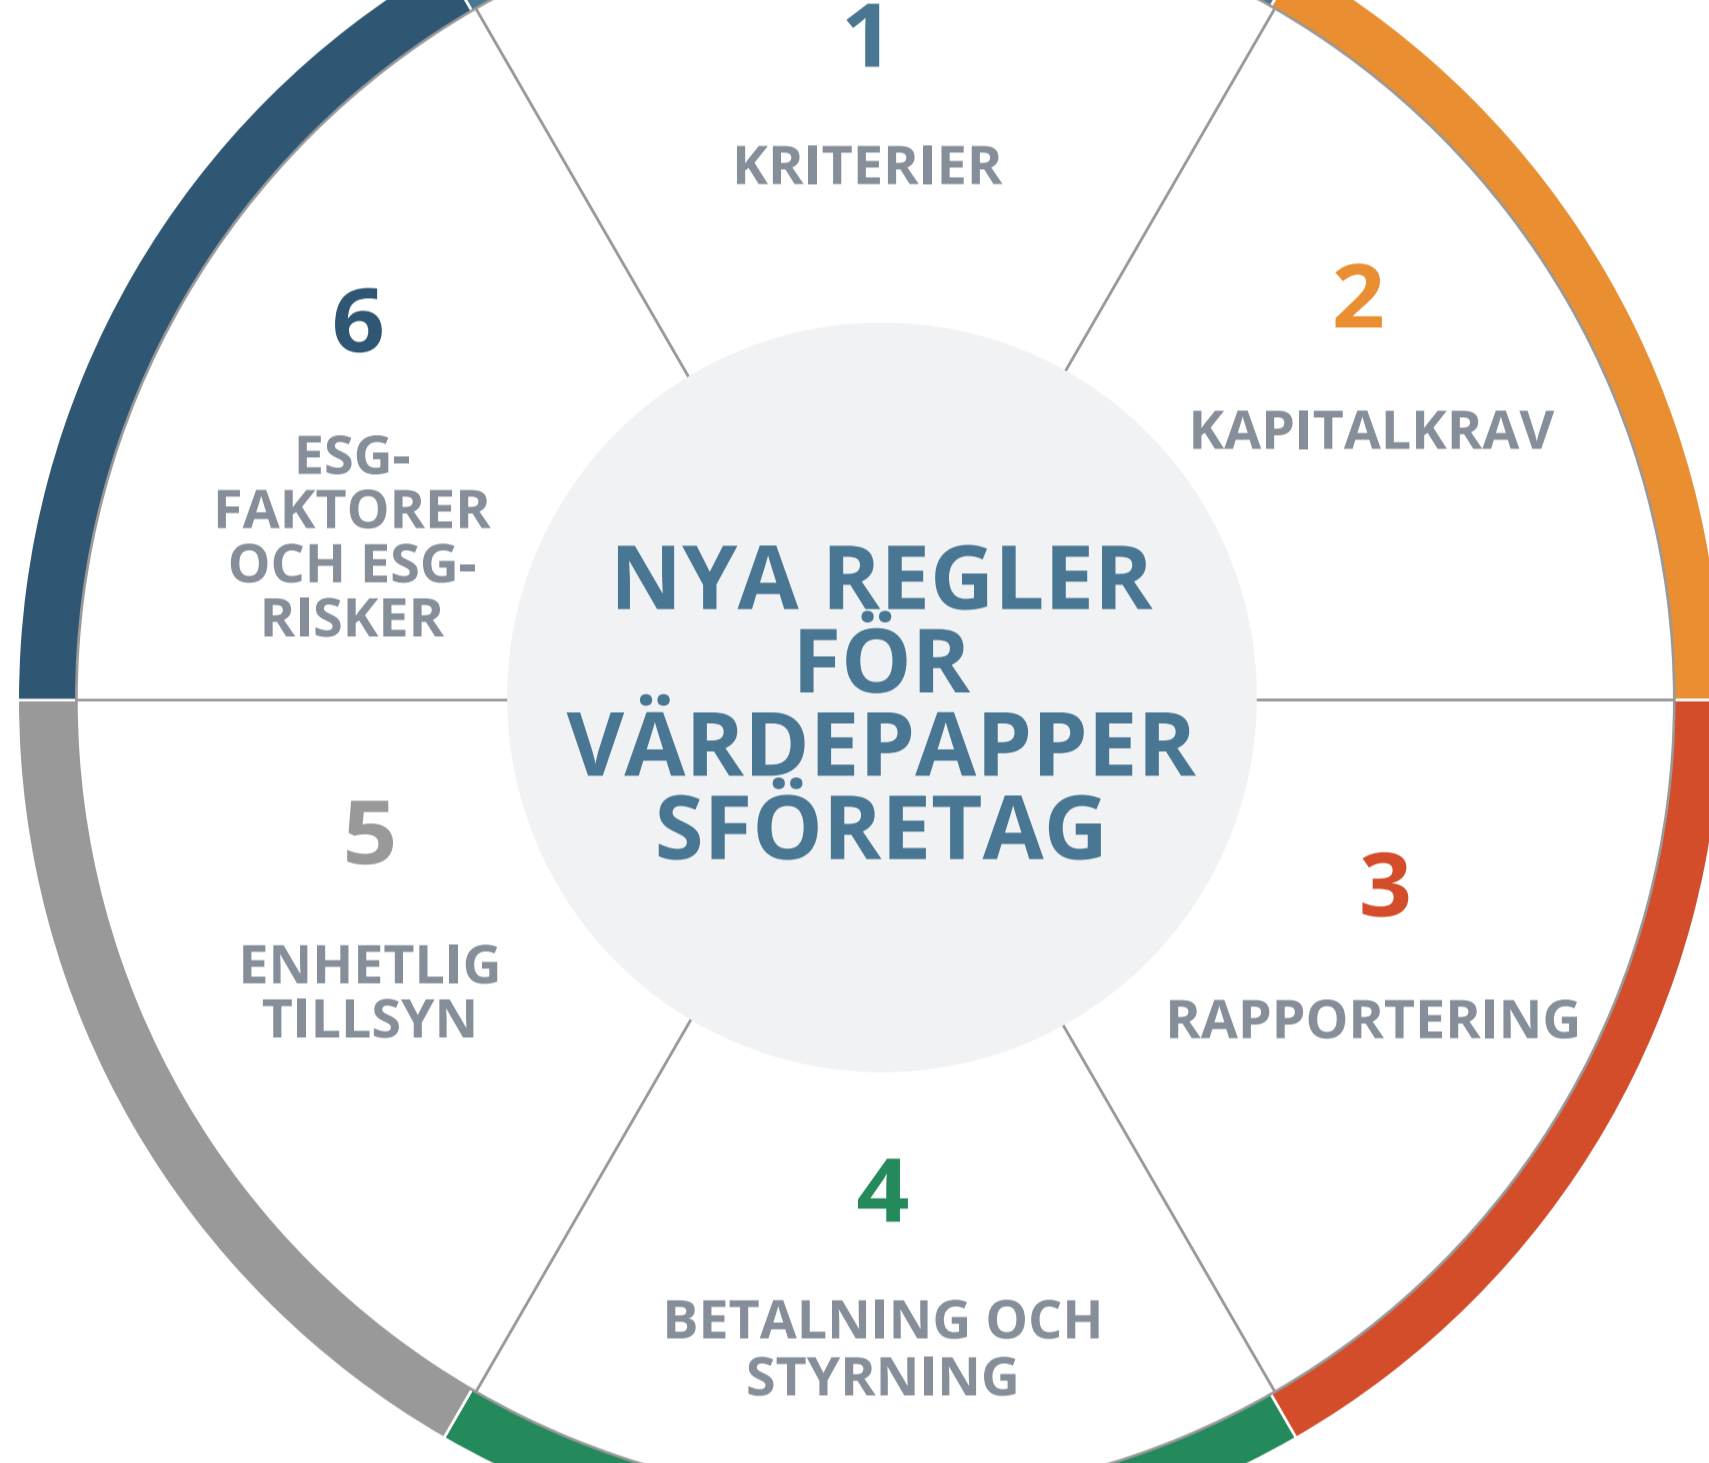 1
KRITERIER
2
KAPITALKRAV
3
RAPPORTERING
4
BETALNING OCH
STYRNING
5
ENHETLIG
TILLSYN
6
ESG-
FAKTORER
OCH ESG-
RISKER
NYA REGLER
FÖR
VÄRDEPAPPER
SFÖRETAG